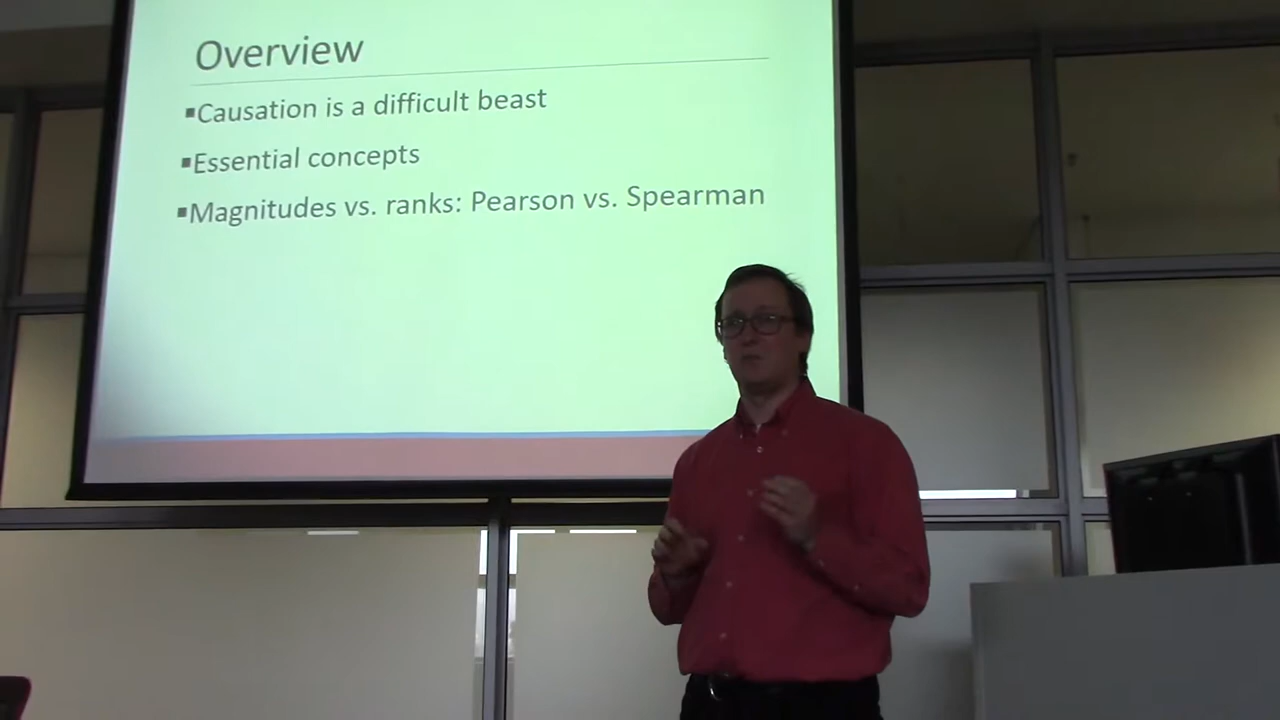 Overview
▪Causation is a difficult beast
▪Essential concepts
▪Magnitudes vs. ranks: Pearson vs. Spearman